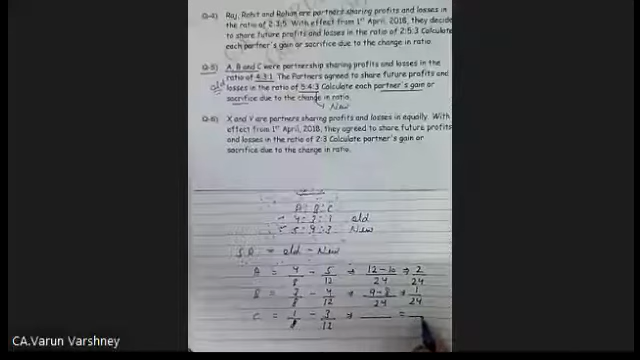 Q-4) Raj, Rohit and Rohan are partners sharing profits and losses in
the ratio of 2:3:5. With effect from 1st April, 2018, they decide
to share future profits and losses in the ratio of 2:5:3 Calculate
each partner's gain or sacrifice due to the change in ratio.
Q-5) A, B and C were partnership sharing profits and losses in the
ratio of 4:3:1. The Partners agreed to share future profits and
old losses in the ratio of 5:4:3 Calculate each partner's gain or
sacrifice due to the change in ratio.
New
Q-6) X and Y are partners sharing profits and losses in equally. With
effect from 1st April, 2018, they agreed to share future profits
and losses in the ratio of 2:3 Calculate partner's gain or
sacrifice due to the change in ratio.
A : B : C
4 : 3 : 1 old
5 : 4 : 3 New
S.R = old - New
A = 4/8 - 5/12 ⇒ 12-10/24 ⇒ 2/24
B = 3/8 - 4/12 ⇒ 9-8/24 ⇒ 1/24
C = 1/8 - 3/12 ⇒ =
CA.Varun Varshney